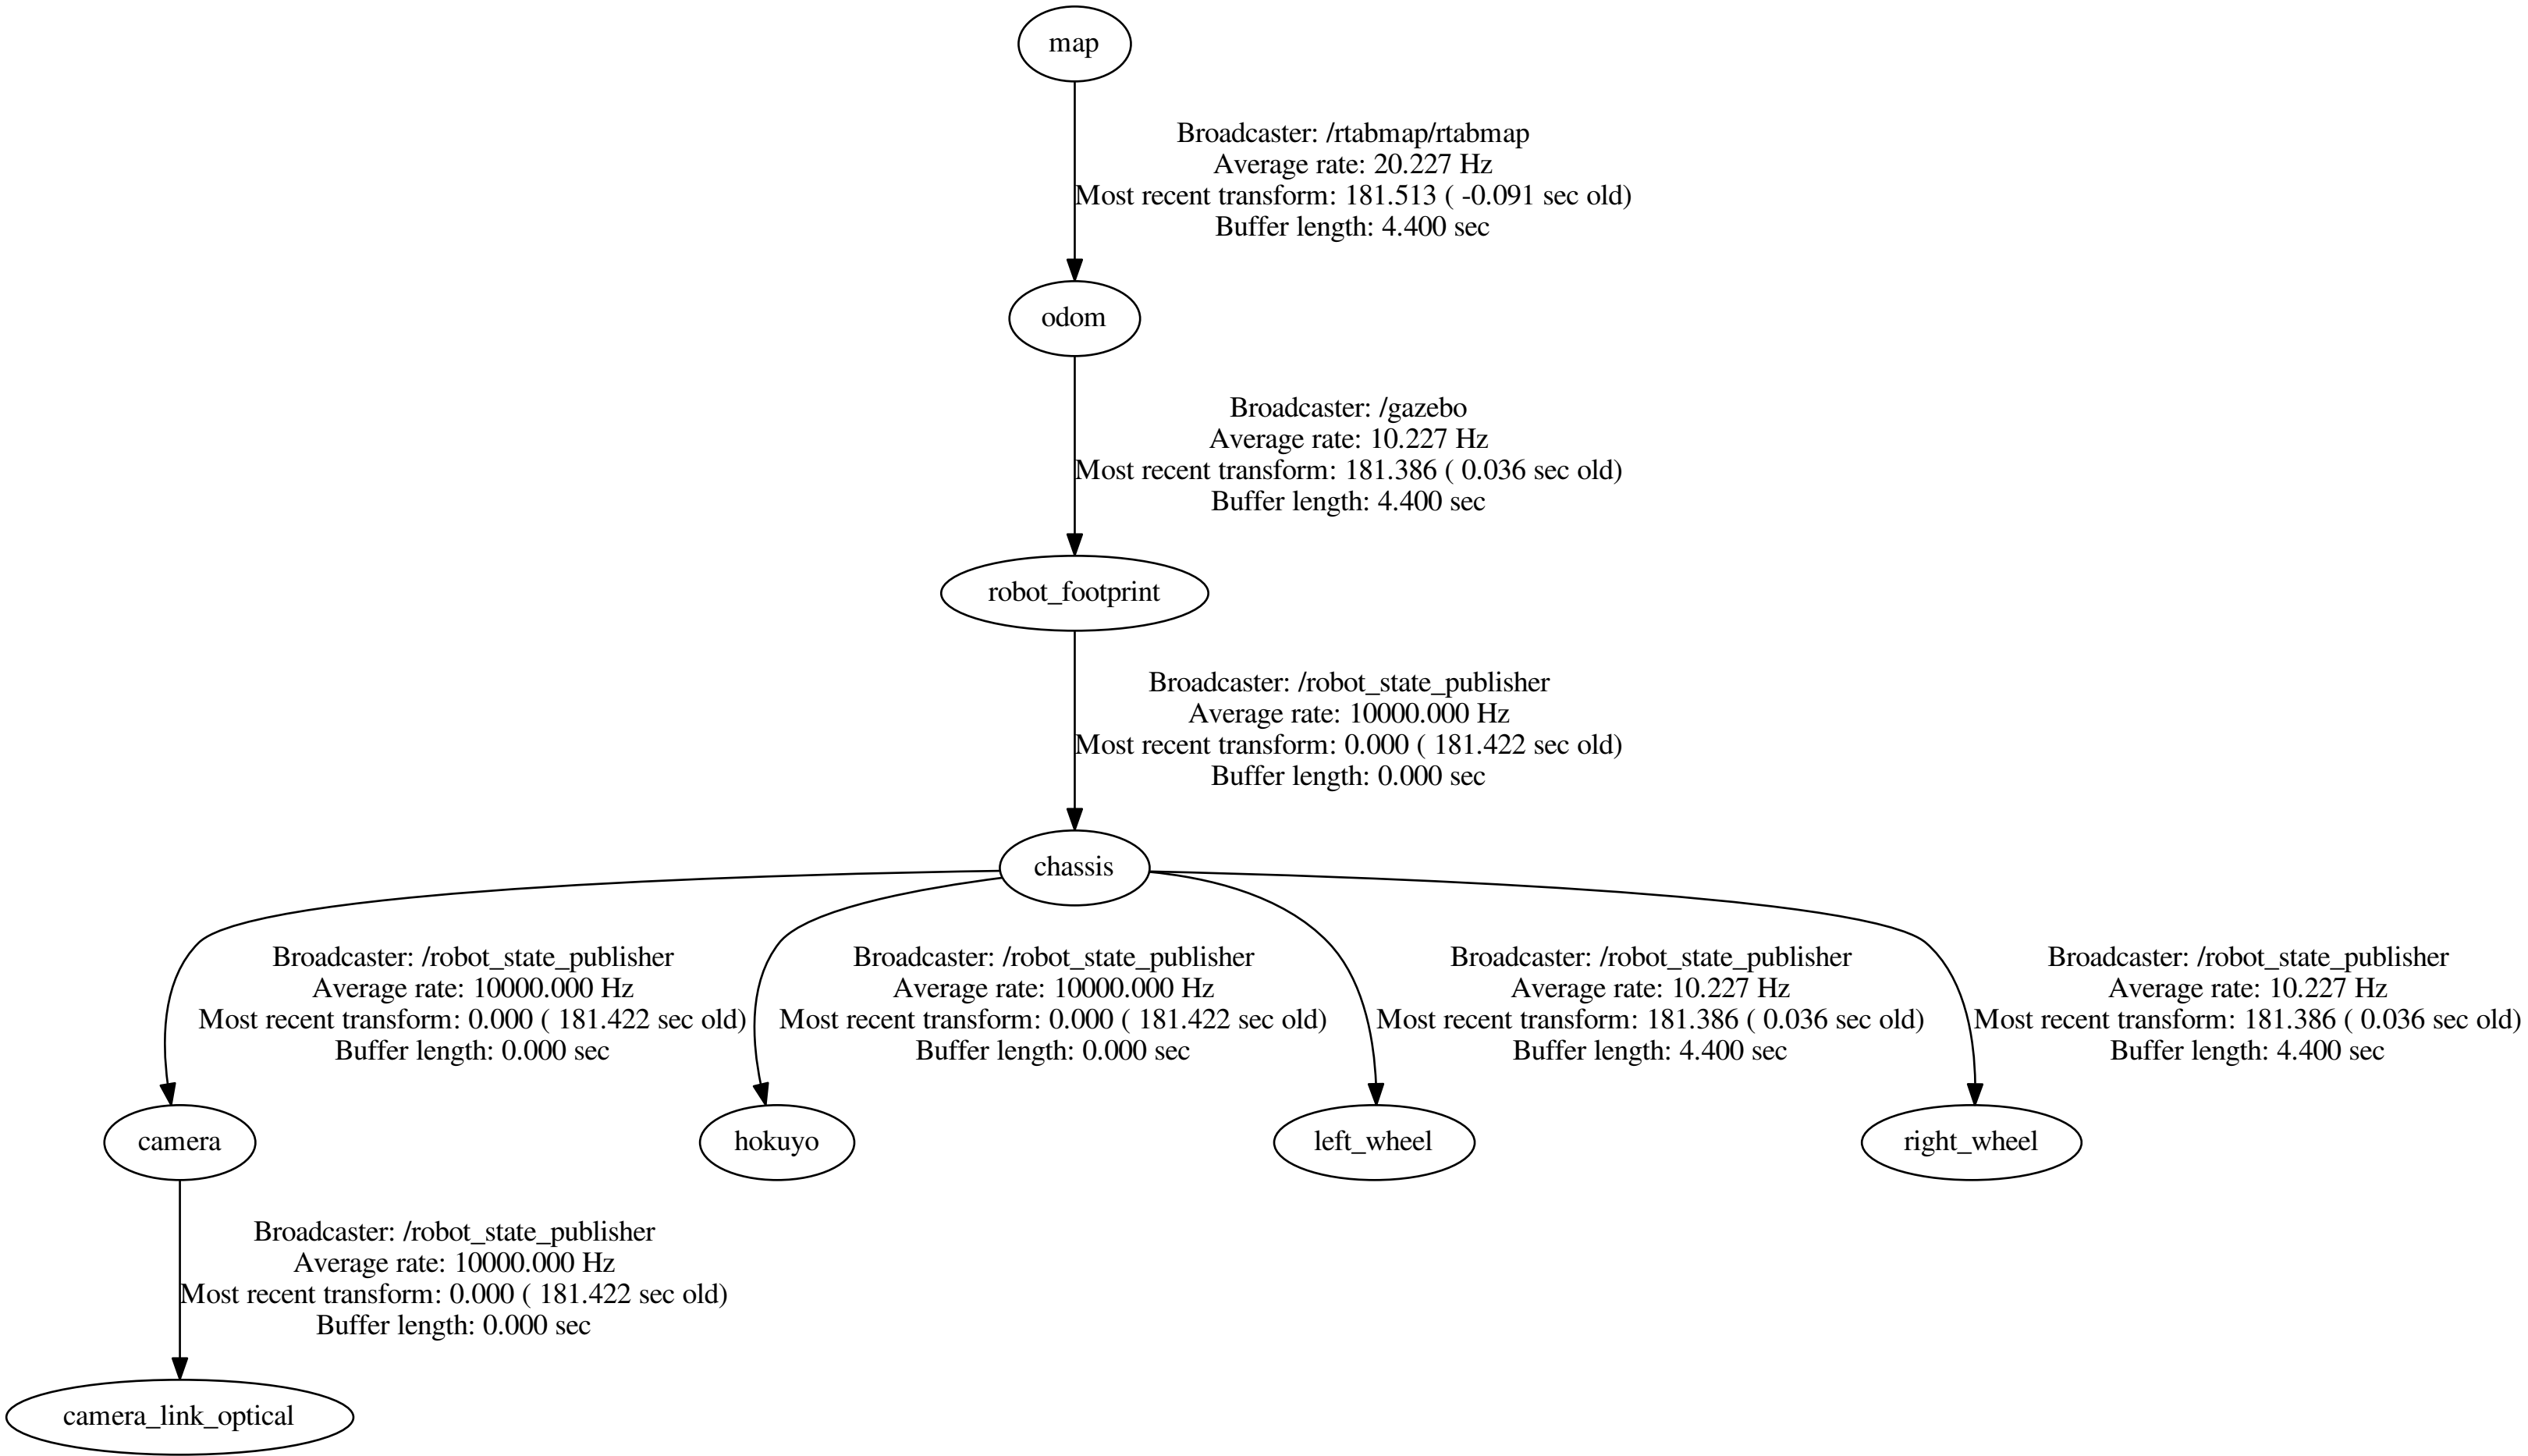 map
Broadcaster: /rtabmap/rtabmap
Average rate: 20.227 Hz
Most recent transform: 181.513 ( -0.091 sec old)
Buffer length: 4.400 sec
odom
Broadcaster: /gazebo
Average rate: 10.227 Hz
Most recent transform: 181.386 ( 0.036 sec old)
Buffer length: 4.400 sec
robot_footprint
Broadcaster: /robot_state_publisher
Average rate: 10000.000 Hz
Most recent transform: 0.000 ( 181.422 sec old)
Buffer length: 0.000 sec
chassis
Broadcaster: /robot_state_publisher
Average rate: 10000.000 Hz
Most recent transform: 0.000 ( 181.422 sec old)
Buffer length: 0.000 sec
Broadcaster: /robot_state_publisher
Average rate: 10000.000 Hz
Most recent transform: 0.000 ( 181.422 sec old)
Buffer length: 0.000 sec
Broadcaster: /robot_state_publisher
Average rate: 10.227 Hz
Most recent transform: 181.386 ( 0.036 sec old)
Buffer length: 4.400 sec
Broadcaster: /robot_state_publisher
Average rate: 10.227 Hz
Most recent transform: 181.386 ( 0.036 sec old)
Buffer length: 4.400 sec
camera
hokuyo
left_wheel
right_wheel
Broadcaster: /robot_state_publisher
Average rate: 10000.000 Hz
Most recent transform: 0.000 ( 181.422 sec old)
Buffer length: 0.000 sec
camera_link_optical